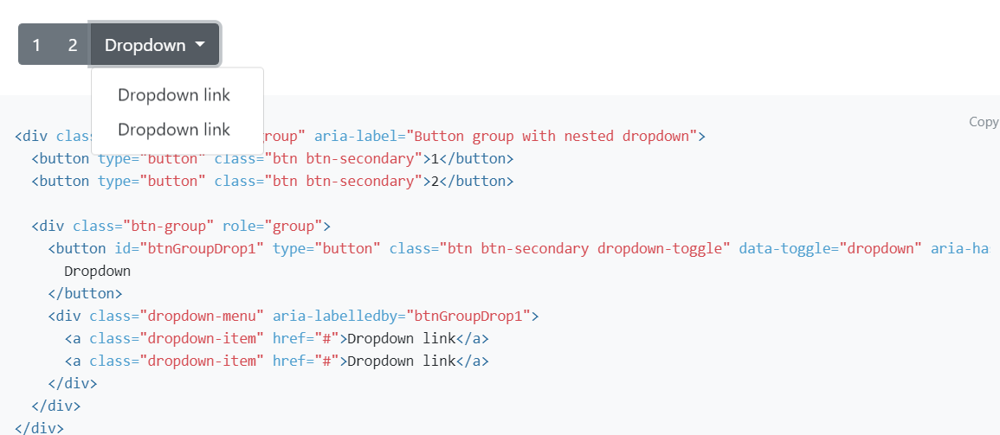 1 2 Dropdown
Dropdown link
Dropdown link
Copy
<div clas group" aria-label="Button group with nested dropdown">
<button type="button" class="btn btn-secondary">1</button>
<button type="button" class="btn btn-secondary">2</button>
<div class="btn-group" role="group">
<button id="btnGroupDrop1" type="button" class="btn btn-secondary dropdown-toggle" data-toggle="dropdown" aria-ha
Dropdown
</button>
<div class="dropdown-menu" aria-labelledby="btnGroupDrop1">
<a class="dropdown-item" href="#">Dropdown link</a>
<a class="dropdown-item" href="#">Dropdown link</a>
</div>
</div>
</div>